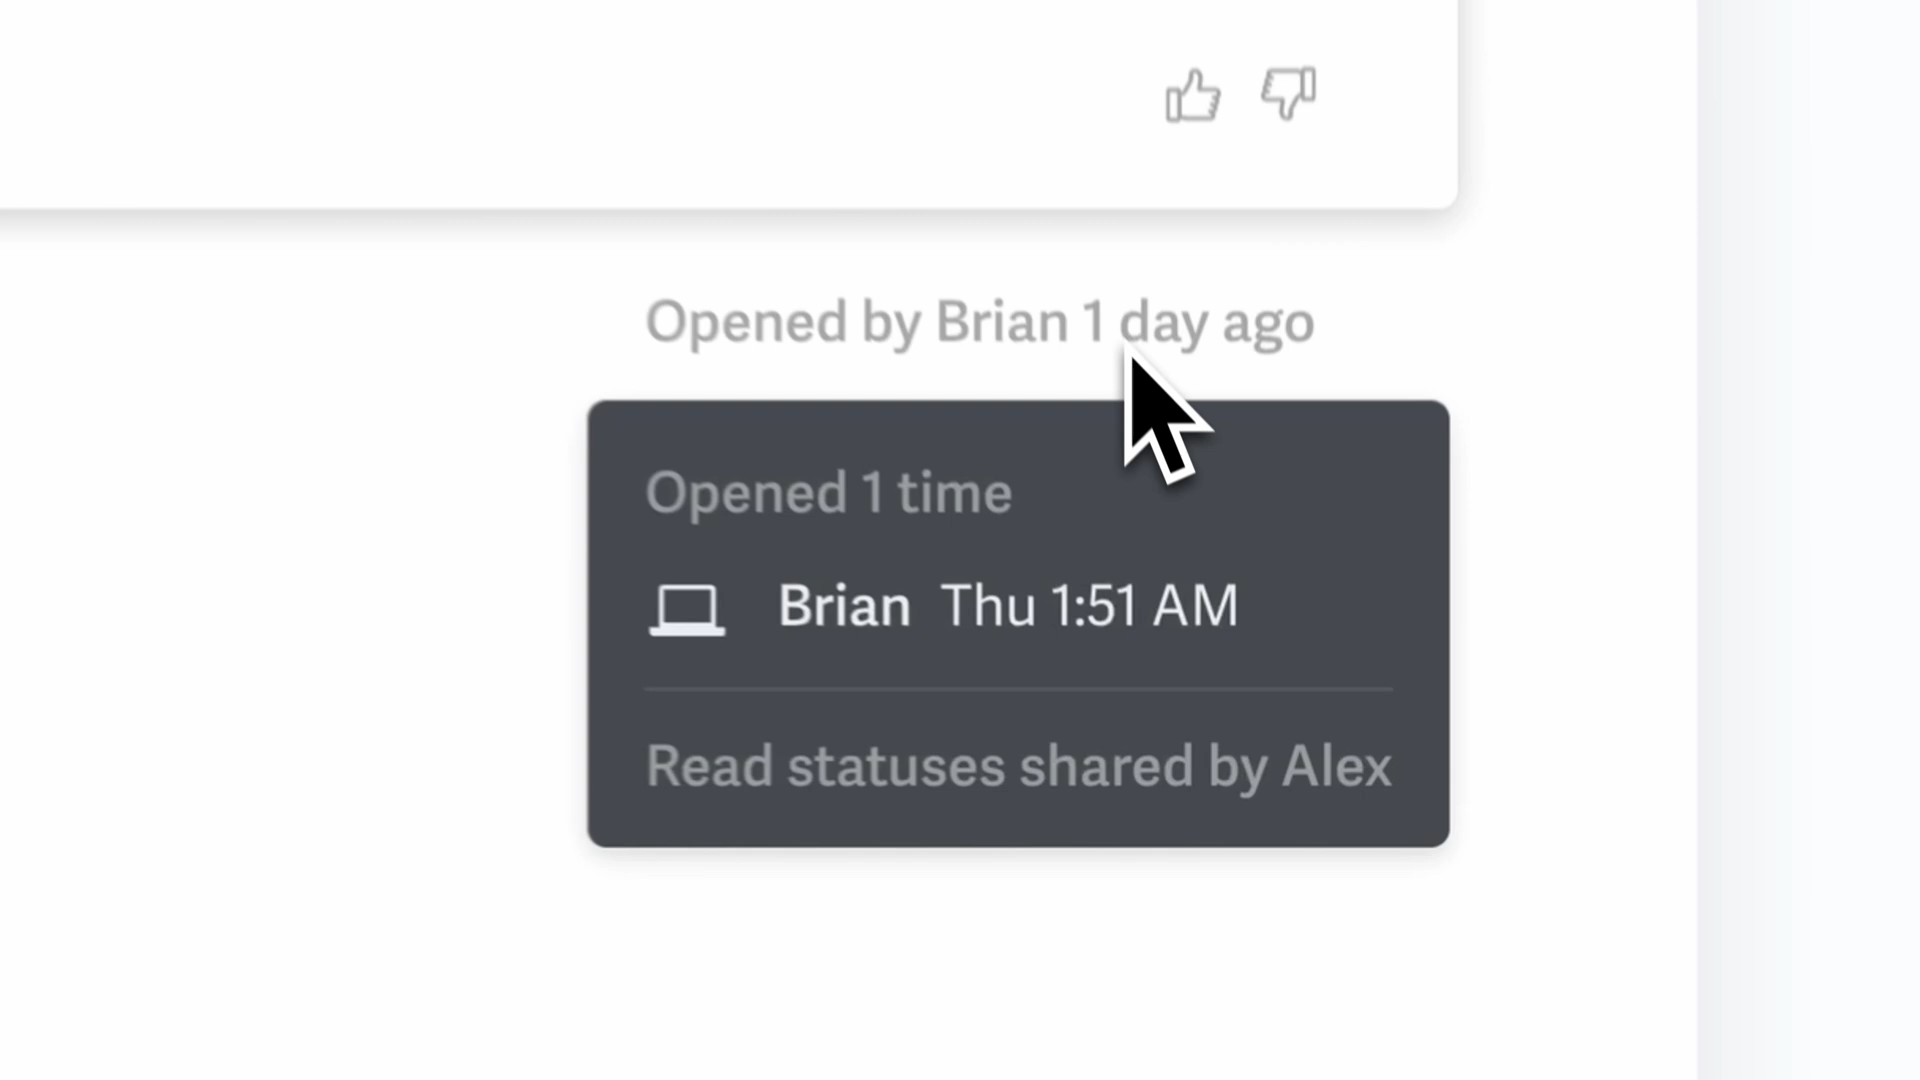 Opened by Brian 1 day ago
Opened 1 time
Brian Thu 1:51 AM
Read statuses shared by Alex